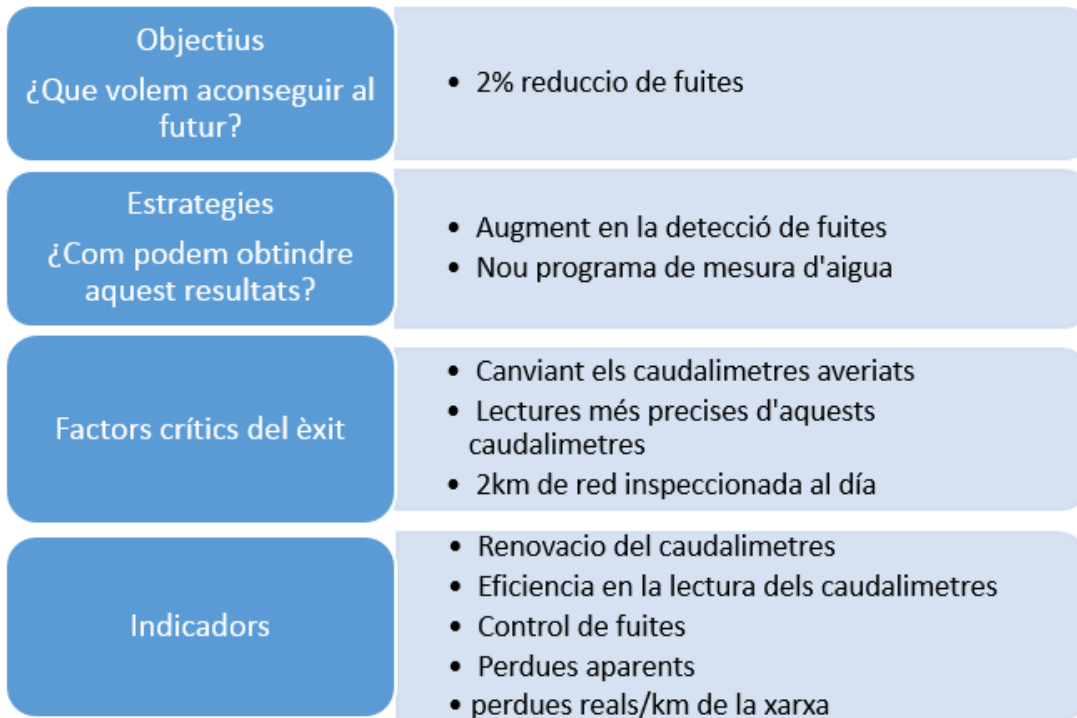 Objectius
¿Que volem aconseguir al
futur?
• 2% reduccio de fuites
Estrategies
¿Com podem obtindre
aquest resultats?
• Augment en la detecció de fuites
• Nou programa de mesura d'aigua
Factors crítics del èxit
• Canviant els caudalimetres averiats
• Lectures més precises d'aquests
caudalimetres
• 2km de red inspeccionada al día
Indicadors
• Renovacio del caudalimetres
• Eficiencia en la lectura dels caudalimetres
• Control de fuites
• Perdues aparents
• perdues reals/km de la xarxa